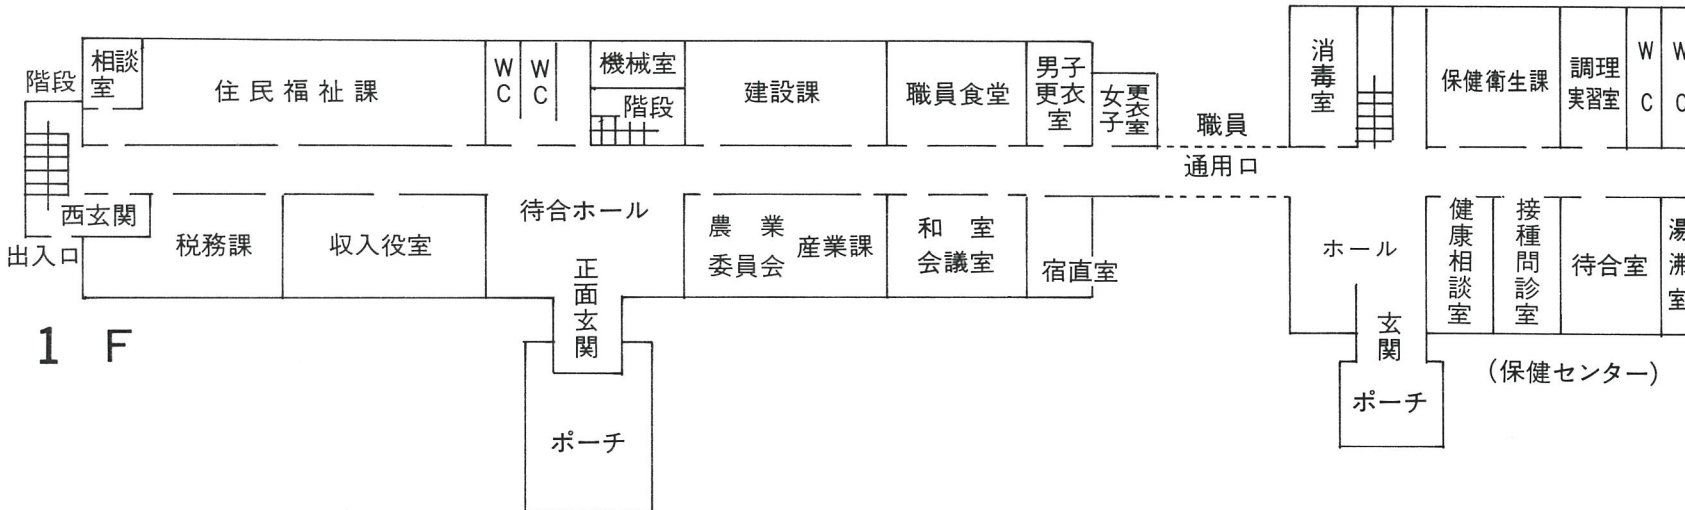 階段
相談室
住民福祉課
WC
WC
機械室
階段
建設課
職員食堂
男子更衣室
女子更衣室
職員
通用口
西玄関
出入口
税務課
収入役室
待合ホール
正面玄関
ポーチ
農業委員会
産業課
和室
会議室
宿直室
1 F
消毒室
保健衛生課
調理実習室
WC
WC
ホール
玄関
ポーチ
健康相談室
接種問診室
待合室
湯沸室
(保健センター)